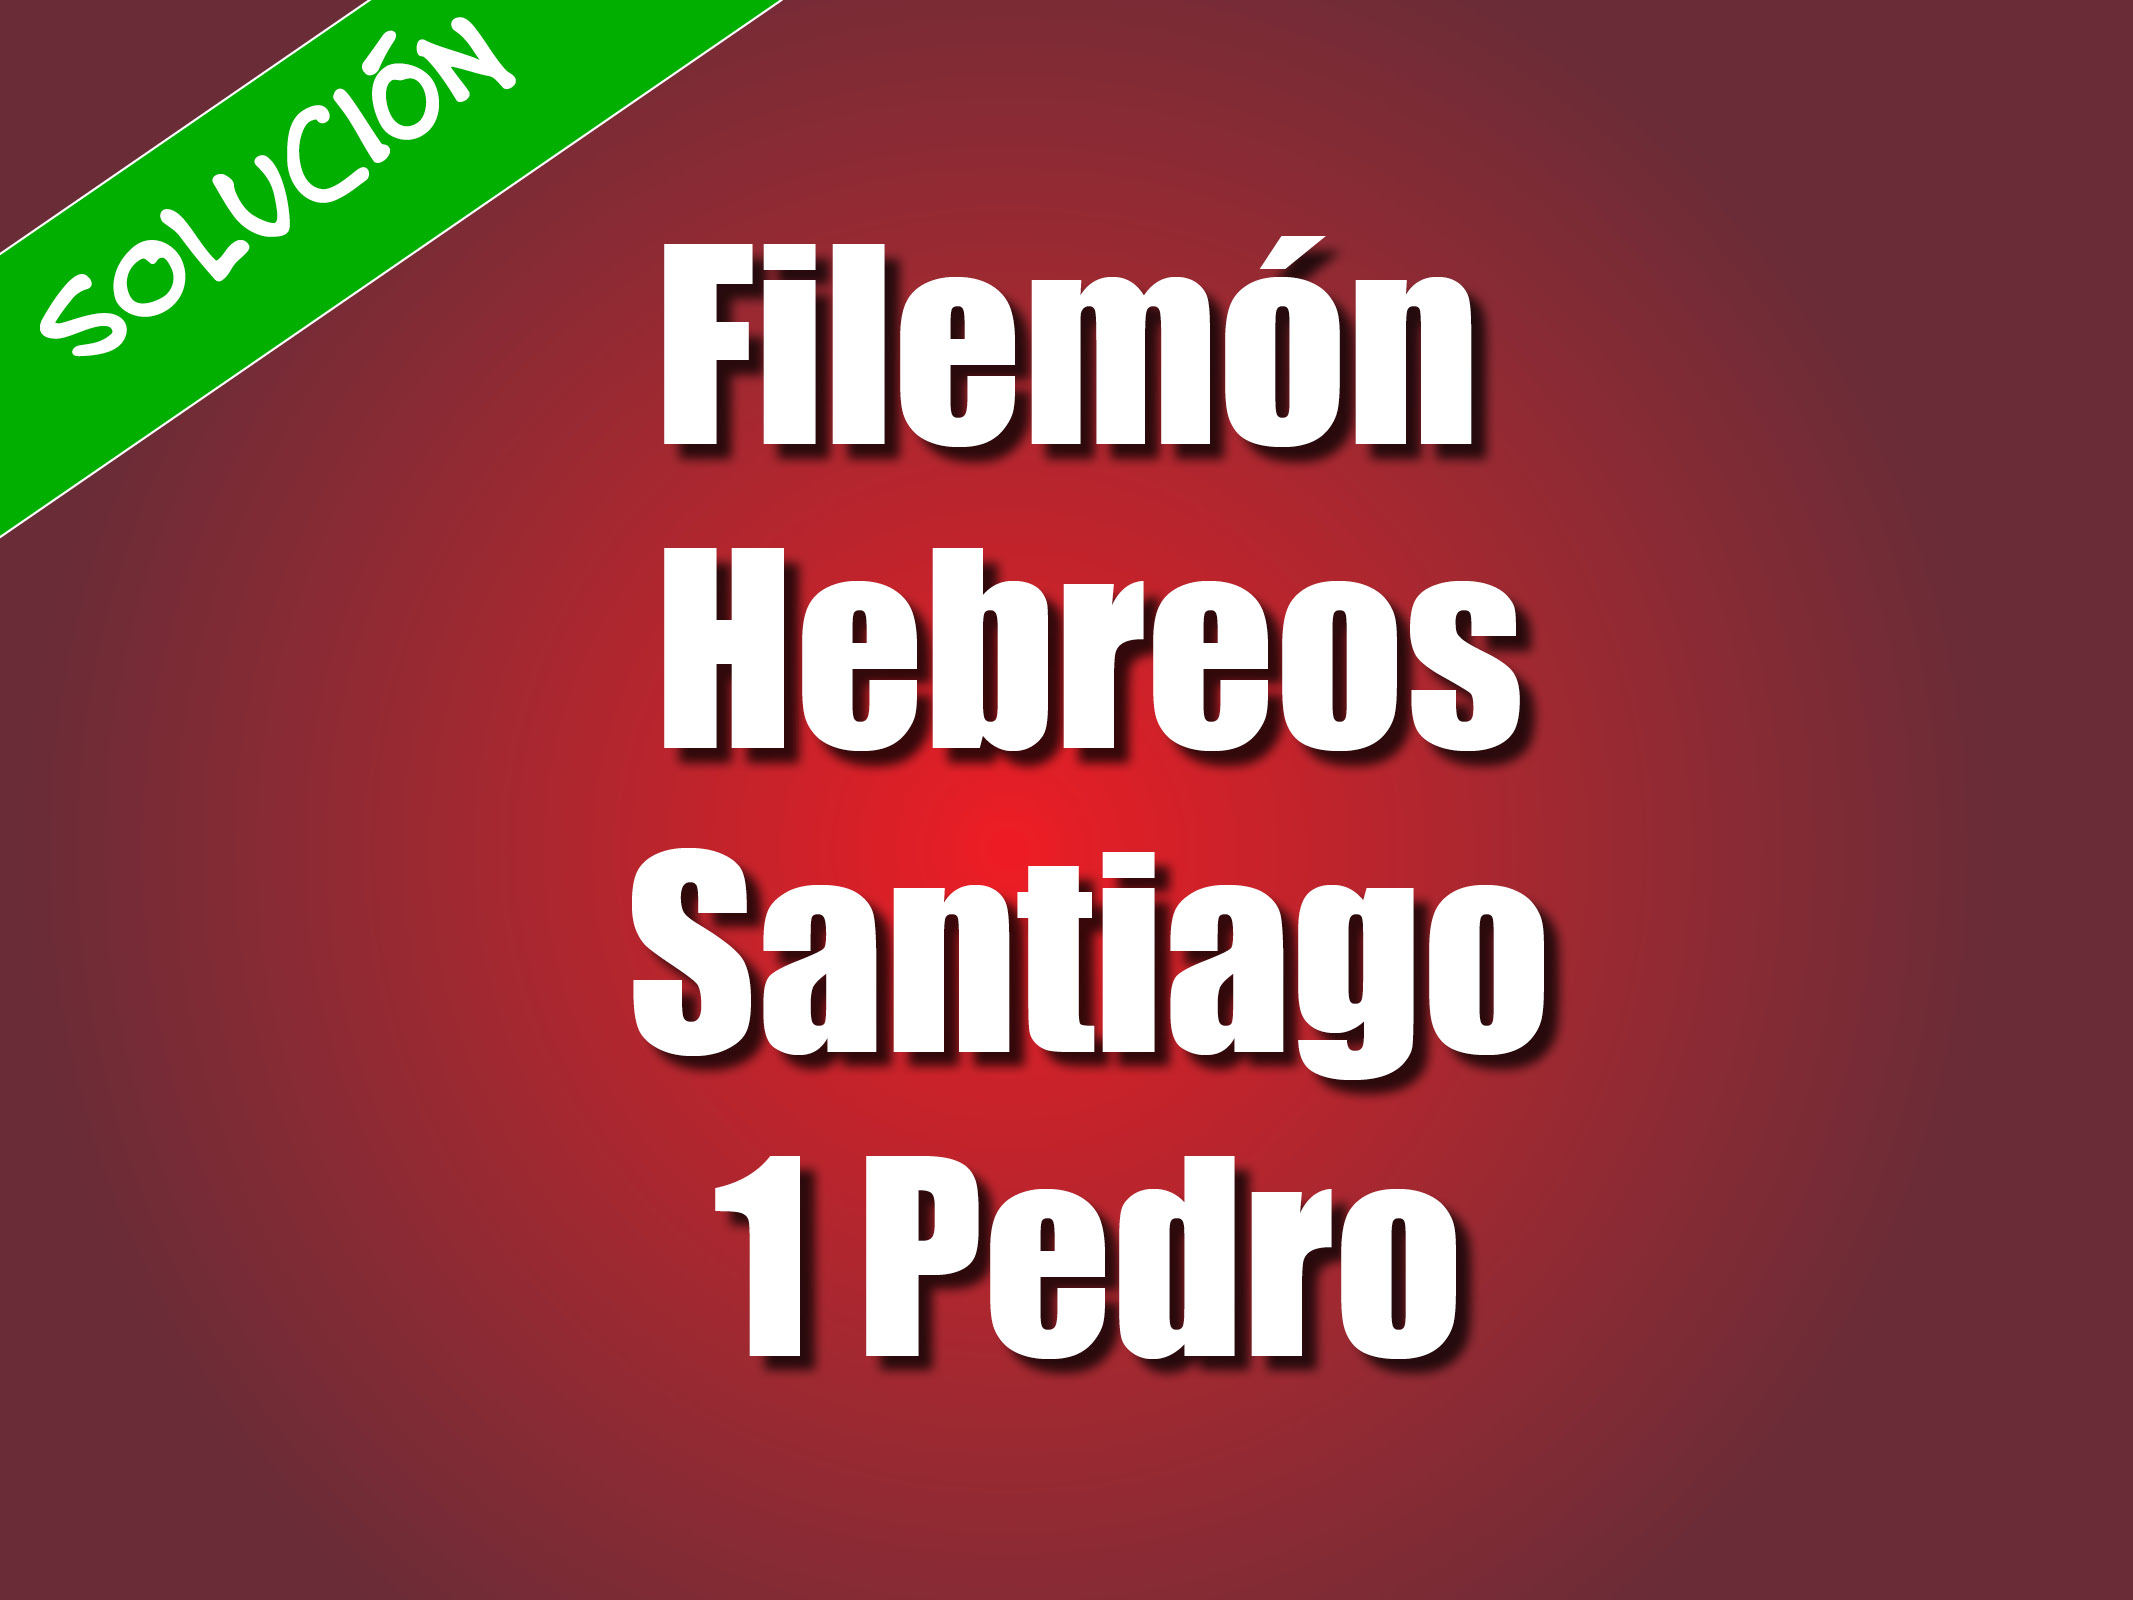 SOLUCIÓN
Filemón
Hebreos
Santiago
1 Pedro